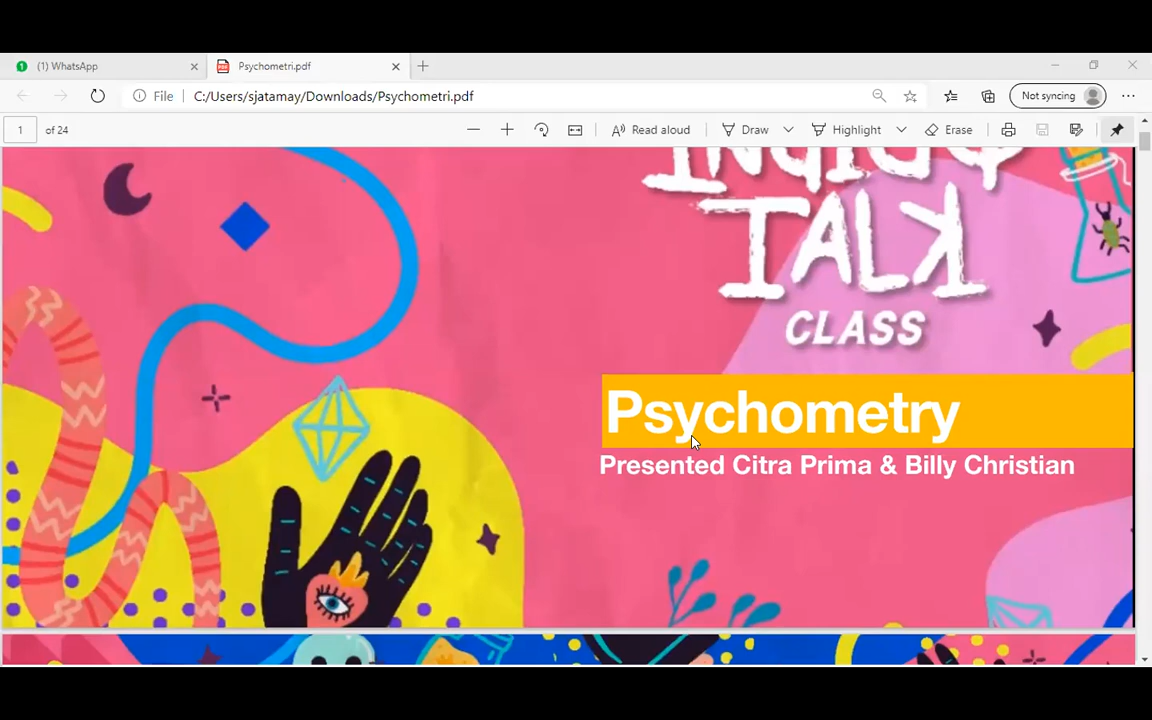 (1) WhatsApp
Psychometri.pdf
File C:/Users/sjatamay/Downloads/Psychometri.pdf
Not syncing
1 of 24
Read aloud
Draw
Highlight
Erase
INDIGO
TALK
CLASS
Psychometry
Presented Citra Prima & Billy Christian